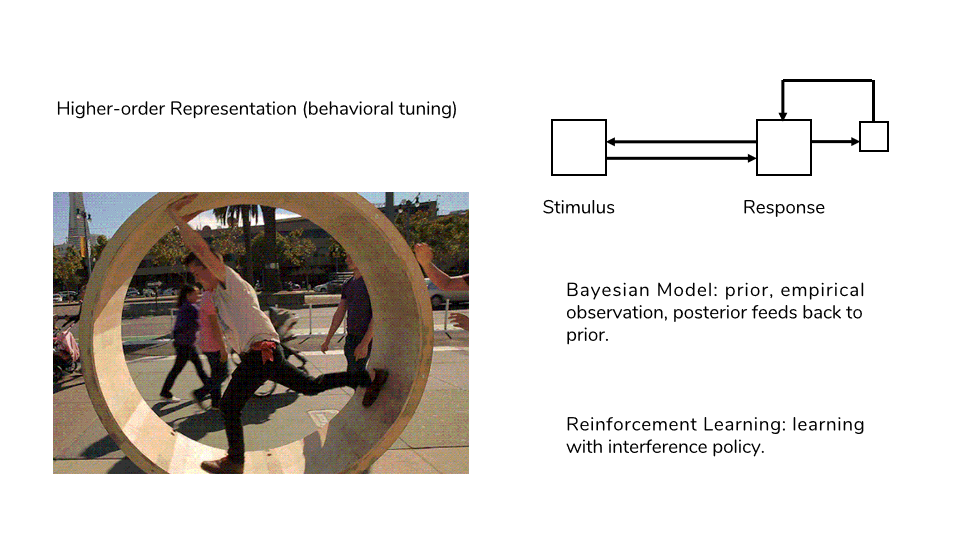 Higher-order Representation (behavioral tuning)
Stimulus
Response
Bayesian Model: prior, empirical
observation, posterior feeds back to
prior.
Reinforcement Learning: learning
with interference policy.